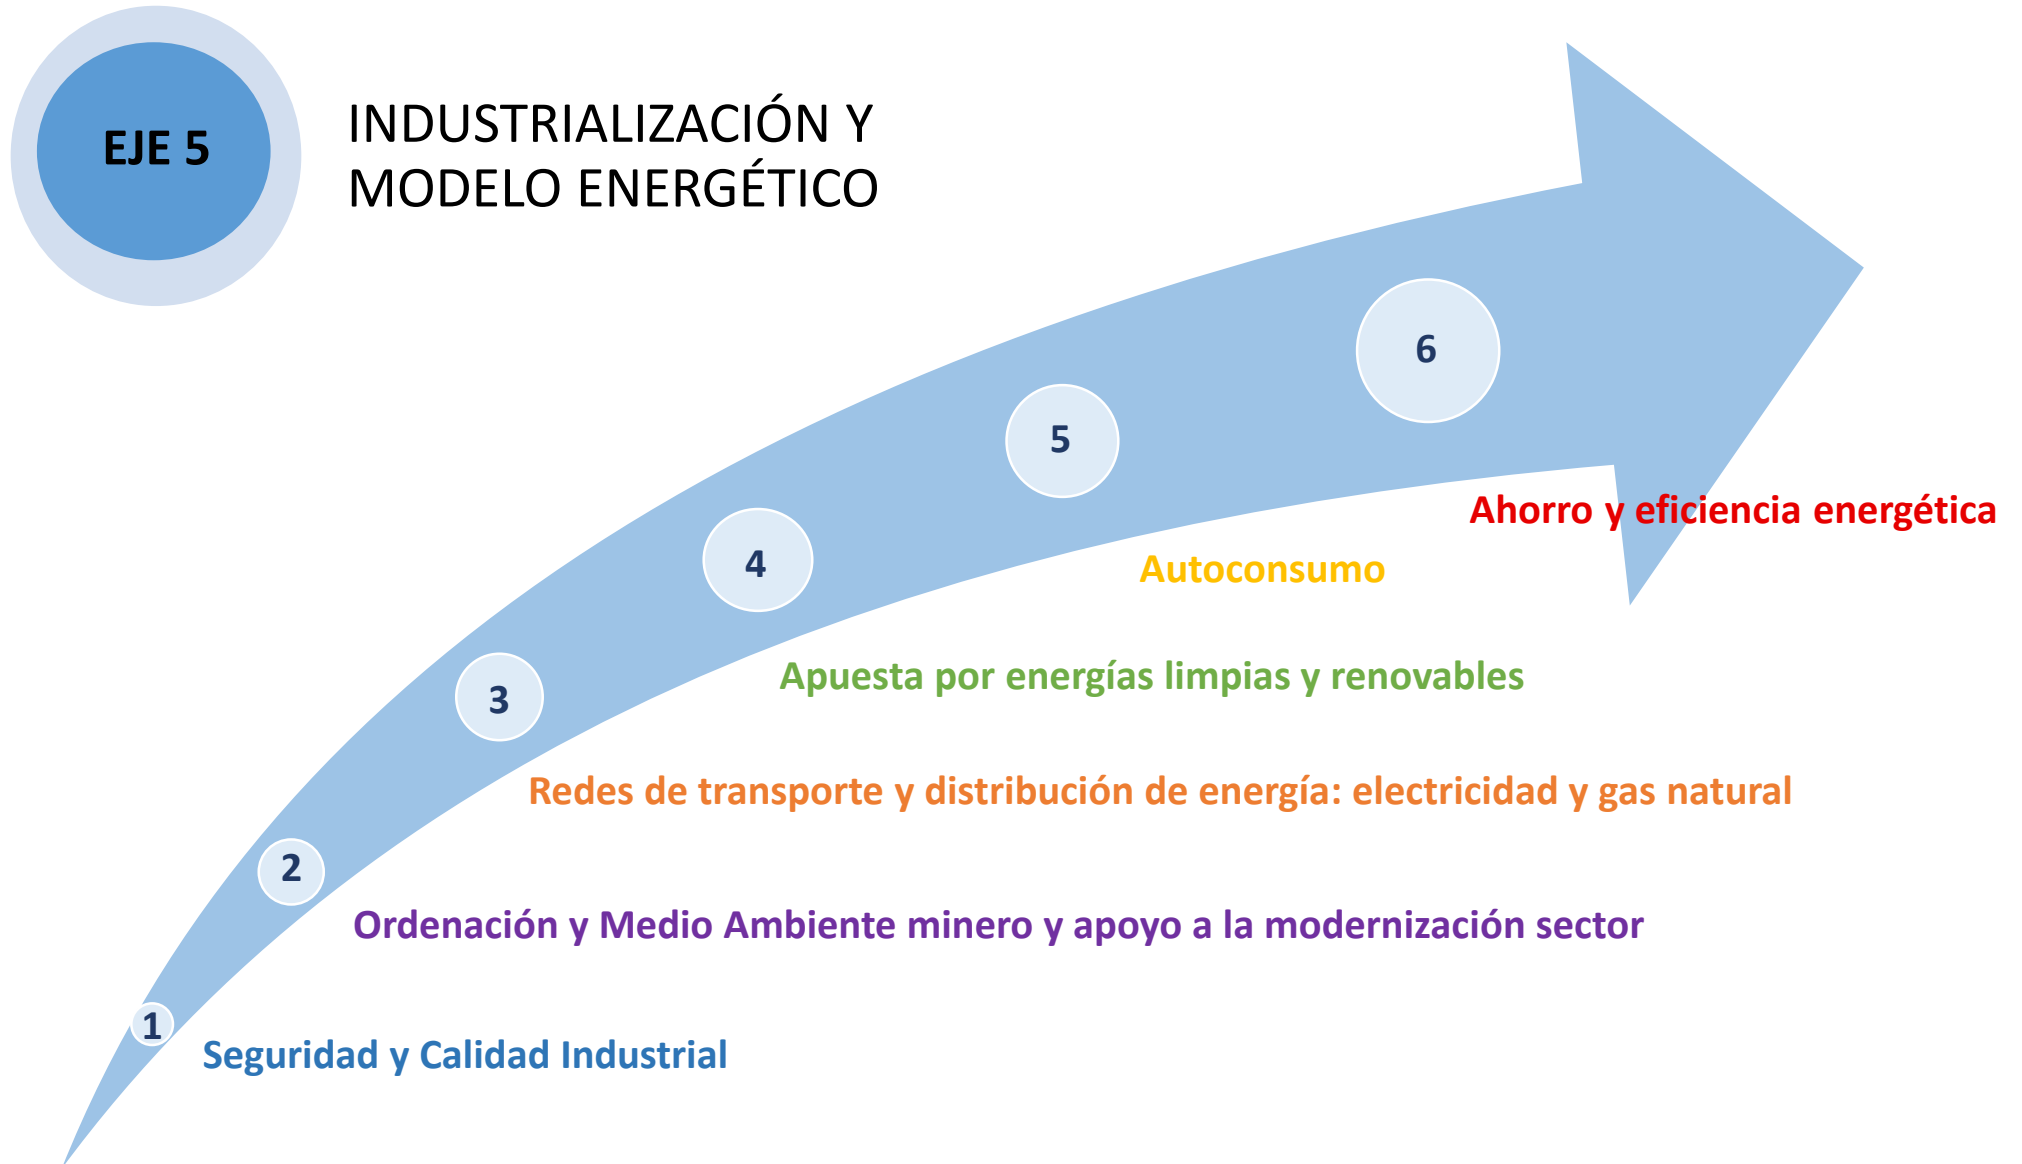 EJE 5
INDUSTRIALIZACIÓN Y
MODELO ENERGÉTICO
6
Ahorro y eficiencia energética
5
Autoconsumo
4
Apuesta por energías limpias y renovables
3
Redes de transporte y distribución de energía: electricidad y gas natural
2
Ordenación y Medio Ambiente minero y apoyo a la modernización sector
1
Seguridad y Calidad Industrial